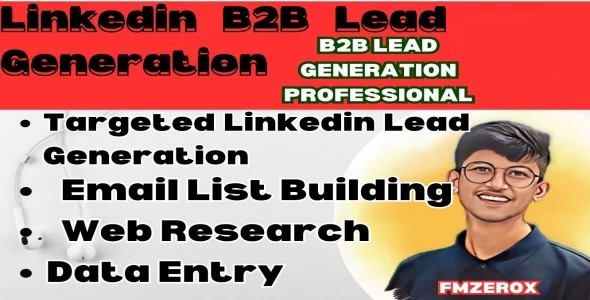 Linkedin B2B Lead
Generation
B2B LEAD
GENERATION
PROFESSIONAL
• Targeted Linkedin Lead
Generation
• Email List Building
• Web Research
• Data Entry
FMZEROX